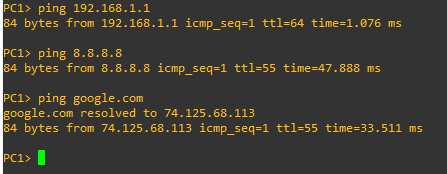 PC1> ping 192.168.1.1
84 bytes from 192.168.1.1 icmp_seq=1 ttl=64 time=1.076 ms
PC1> ping 8.8.8.8
84 bytes from 8.8.8.8 icmp_seq=1 ttl=55 time=47.888 ms
PC1> ping google.com
google.com resolved to 74.125.68.113
84 bytes from 74.125.68.113 icmp_seq=1 ttl=55 time=33.511 ms
PC1>